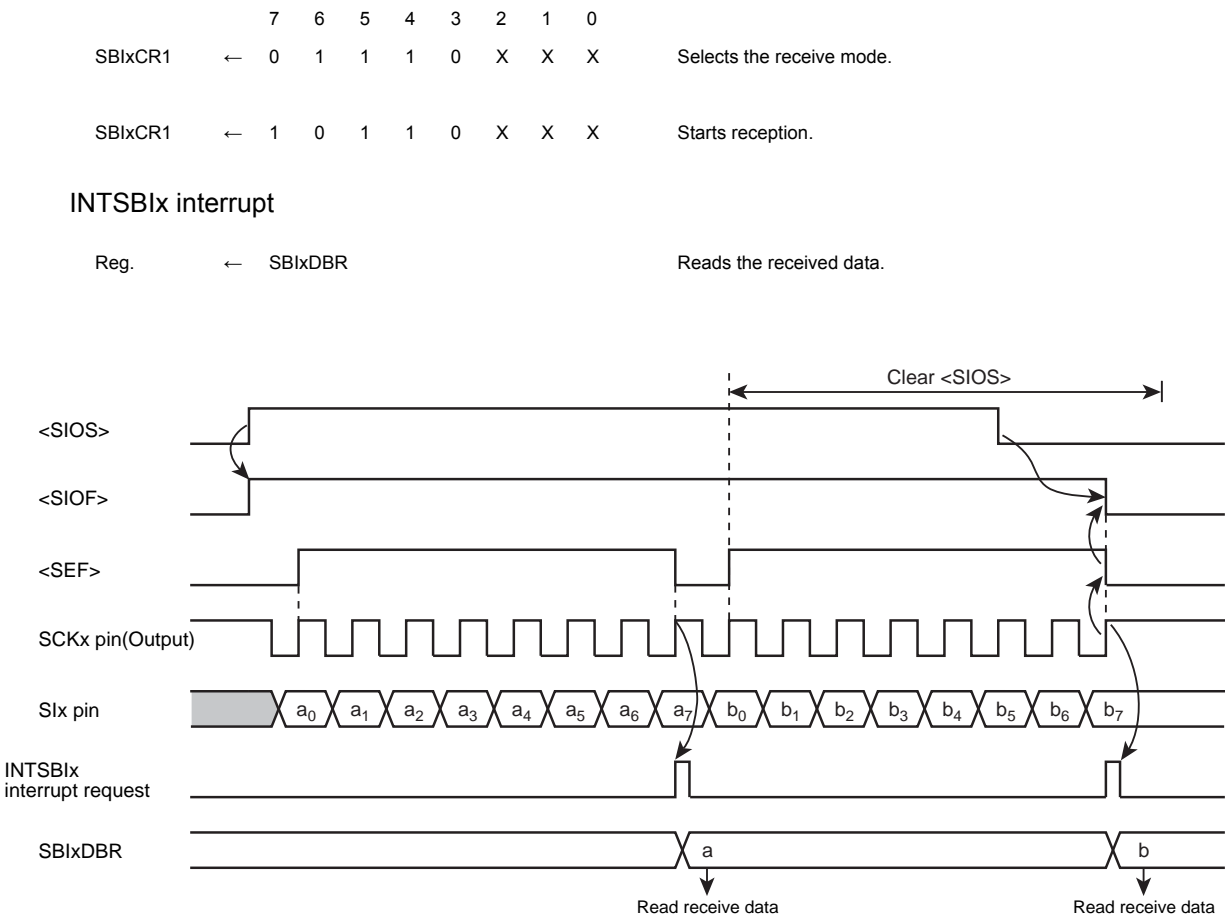 7 6 5 4 3 2 1 0
SBIxCR1 ← 0 1 1 1 0 X X X Selects the receive mode.
SBIxCR1 ← 1 0 1 1 0 X X X Starts reception.
INTSBIx interrupt
Reg. ← SBIxDBR Reads the received data.
Clear <SIOS>
<SIOS>
<SIOF>
<SEF>
SCKx pin(Output)
SIx pin a0 a1 a2 a3 a4 a5 a6 a7 b0 b1 b2 b3 b4 b5 b6 b7
INTSBIx
interrupt request
SBIxDBR a b
Read receive data Read receive data